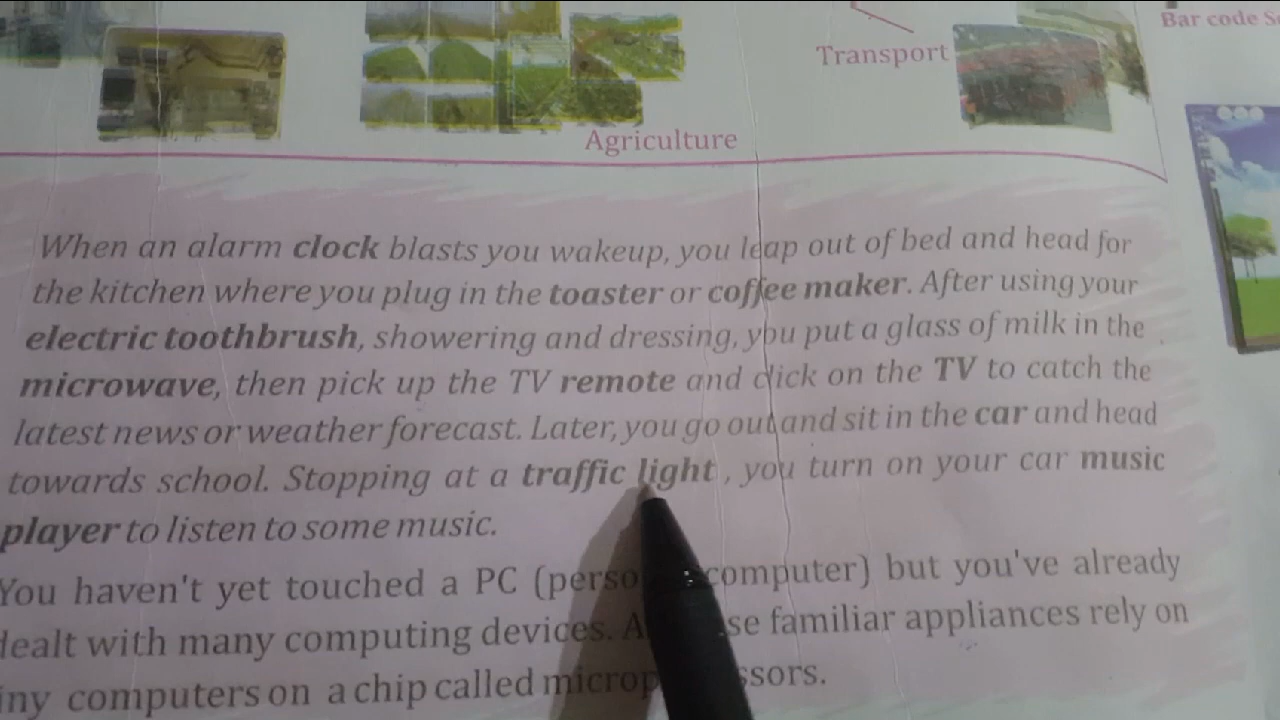 Bar code
Transport
Agriculture
When an alarm clock blasts you wakeup, you leap out of bed and head for
the kitchen where you plug in the toaster or coffee maker. After using your
electric toothbrush, showering and dressing, you put a glass of milk in the
microwave, then pick up the TV remote and click on the TV to catch the
latest news or weather forecast. Later, you go out and sit in the car and head
towards school. Stopping at a traffic light , you turn on your car music
player to listen to some music.
You haven't yet touched a PC (perso computer) but you've already
dealt with many computing devices. A se familiar appliances rely on
iny computers on a chip called microp ssors.